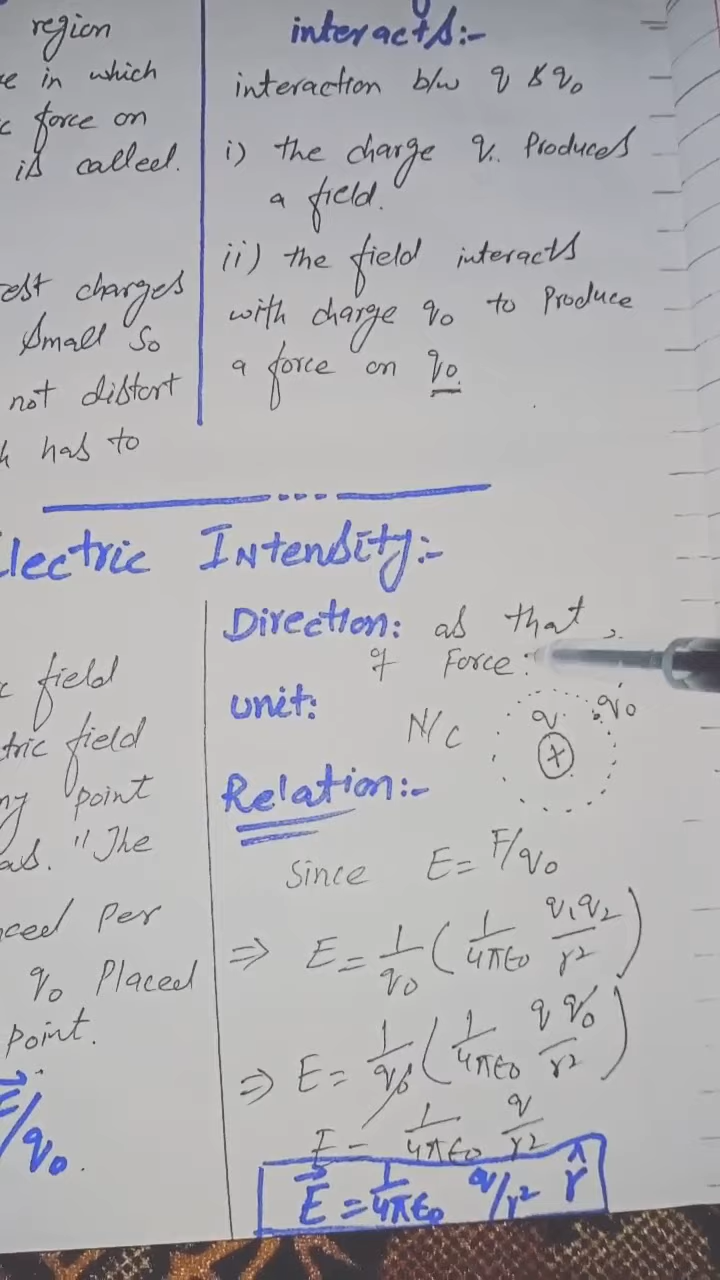 region
interacts:-
e in which
c force on
is called.
interaction b/w q & q₀
i) the charge q. Produces
a field.
ii) the field interacts
with charge q₀ to Produce
a force on q₀.
est charges
Small so
not distort
has to
lectric INtensity:-
c field
tric field
ny point
as. "The
ced Per
q₀ Placed
point.
/q₀.
Direction: as that
of Force:
unit:
N/C
q. q₀
+
Relation:-
Since E = F/q₀
⇒ E = 1/q₀ ( 1/4πε₀ q₁q₂/r² )
⇒ E = 1/q₀ ( 1/4πε₀ q q₀/r² )
E = 1/4πε₀ q/r²
E⃗ = 1/4πε₀ q/r² r̂